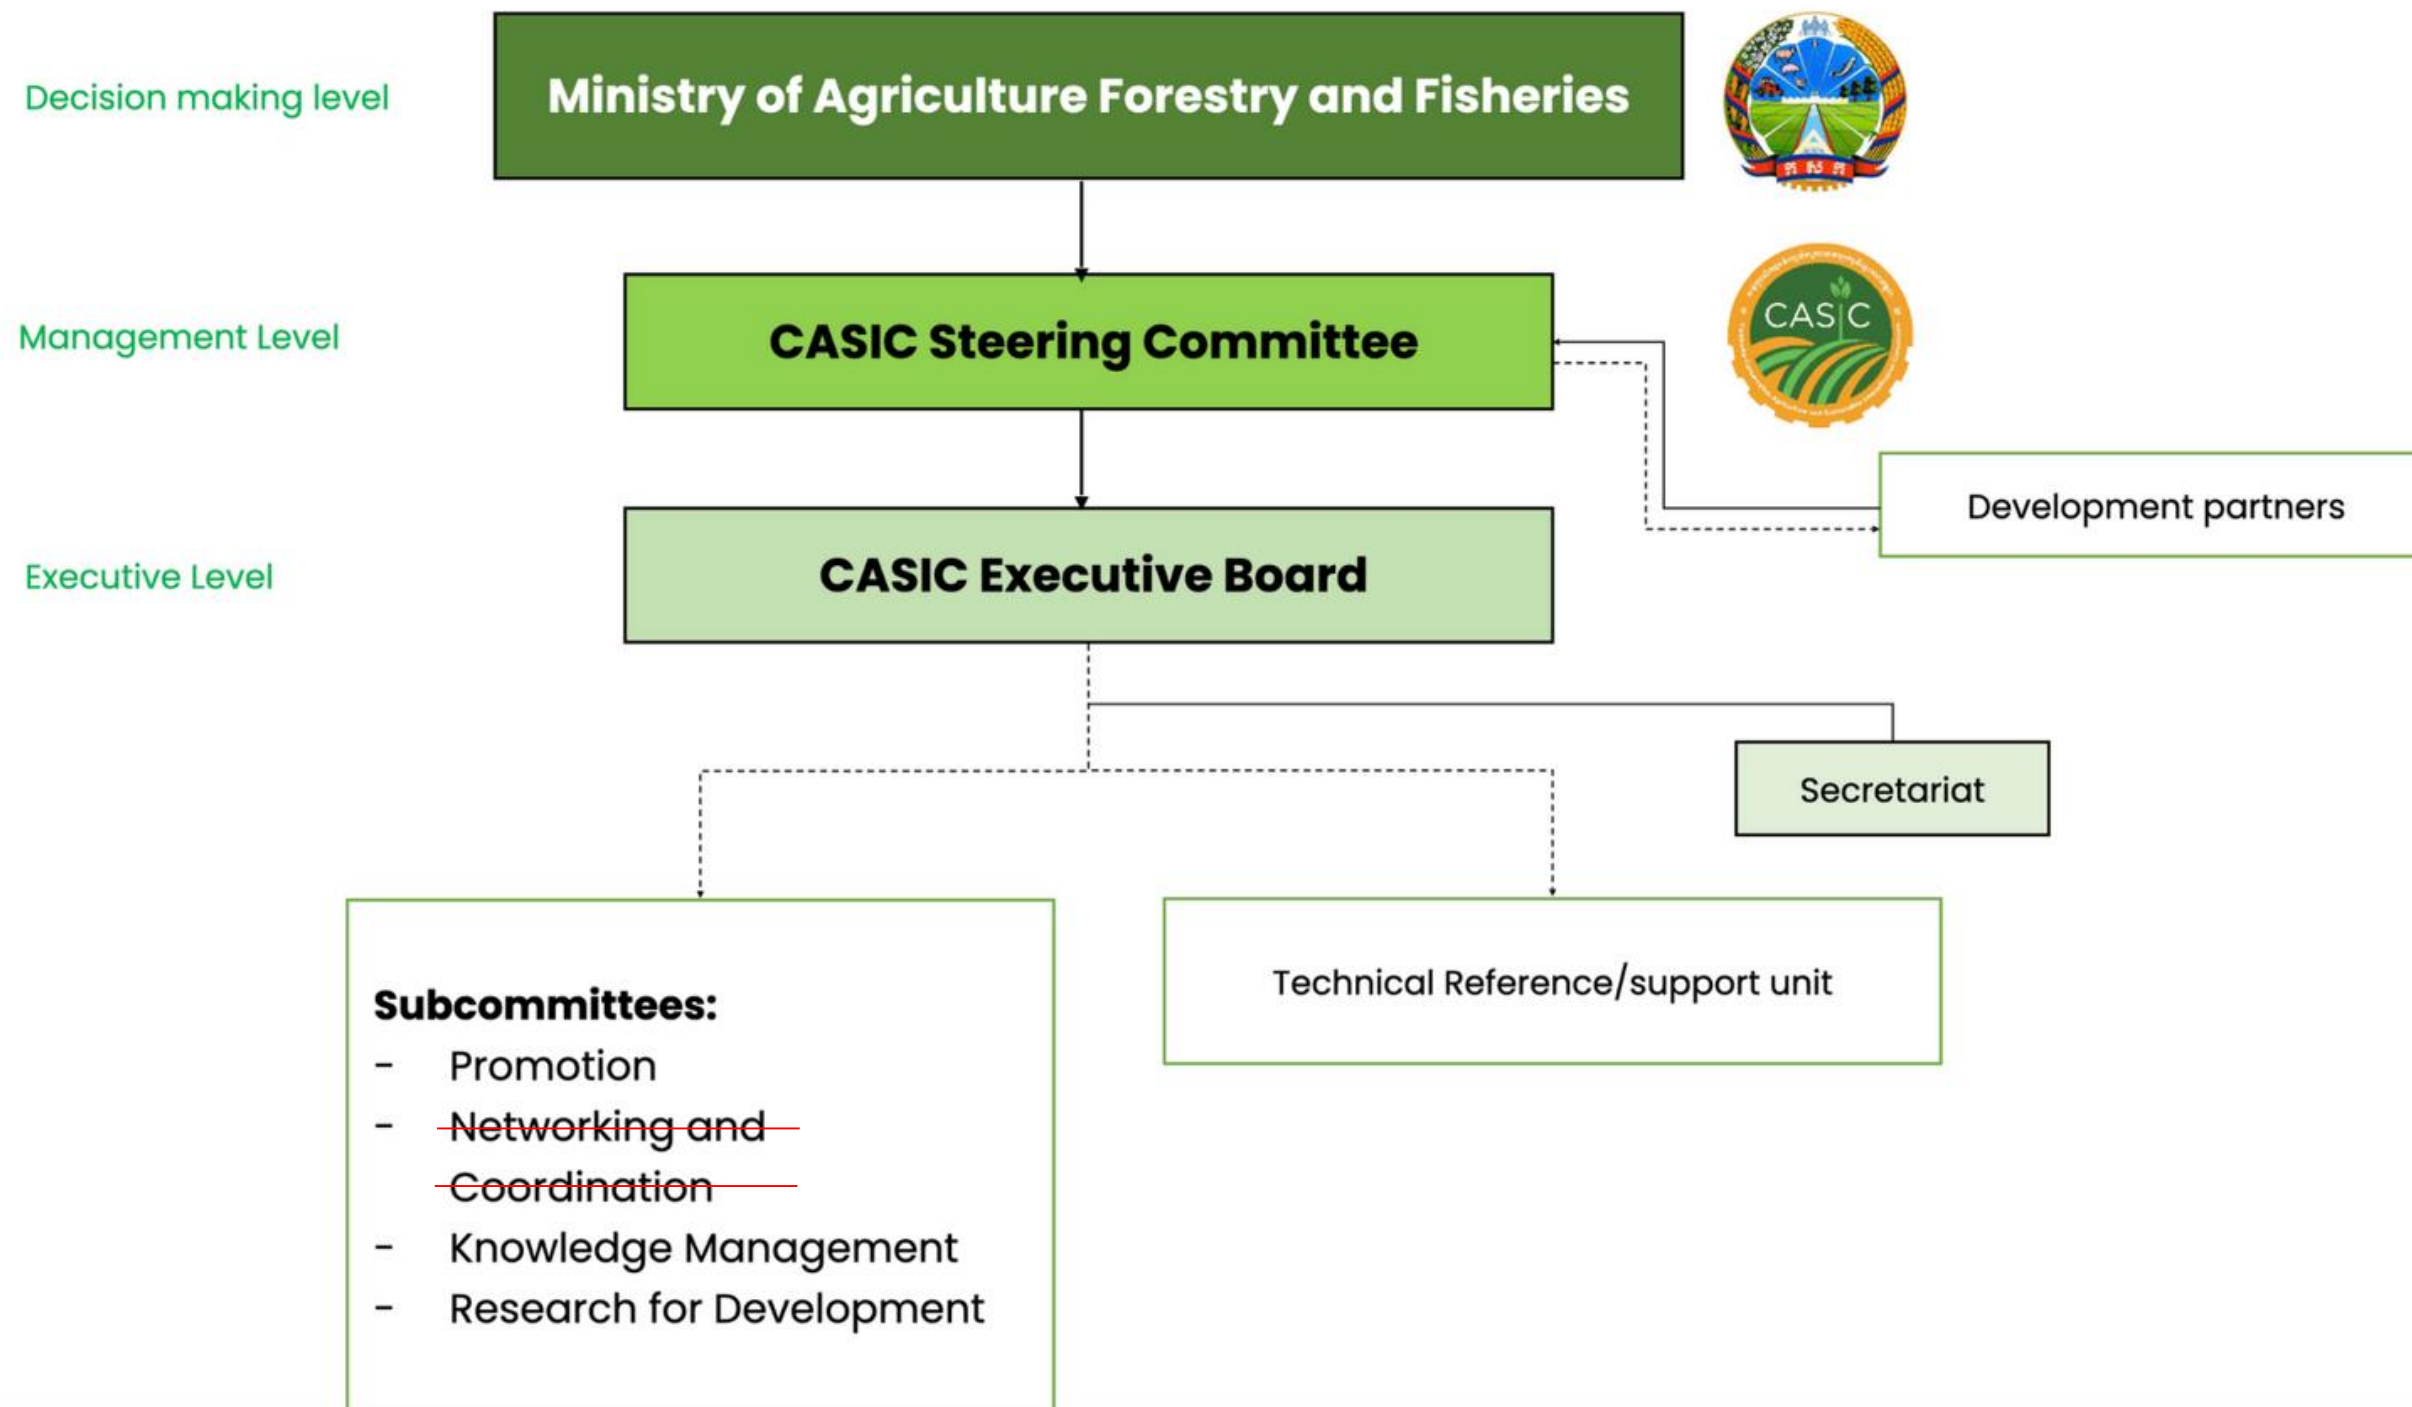 Decision making level
Ministry of Agriculture Forestry and Fisheries
Management Level
CASIC Steering Committee
CASIC
Development partners
Executive Level
CASIC Executive Board
Secretariat
Subcommittees:
- Promotion
- Networking and
Coordination
- Knowledge Management
- Research for Development
Technical Reference/support unit